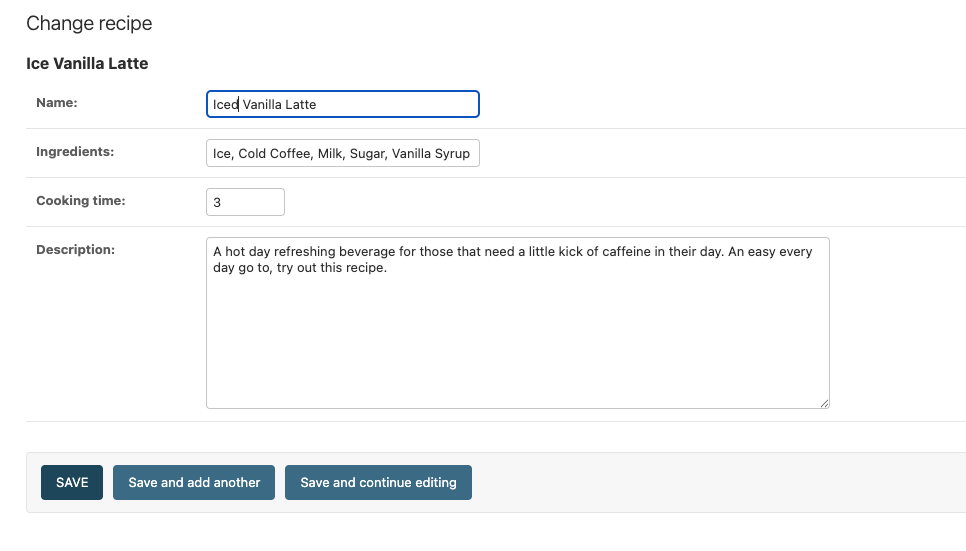 Change recipe
Ice Vanilla Latte
Name:
Iced Vanilla Latte
Ingredients:
Ice, Cold Coffee, Milk, Sugar, Vanilla Syrup
Cooking time:
3
Description:
A hot day refreshing beverage for those that need a little kick of caffeine in their day. An easy every
day go to, try out this recipe.
SAVE
Save and add another
Save and continue editing